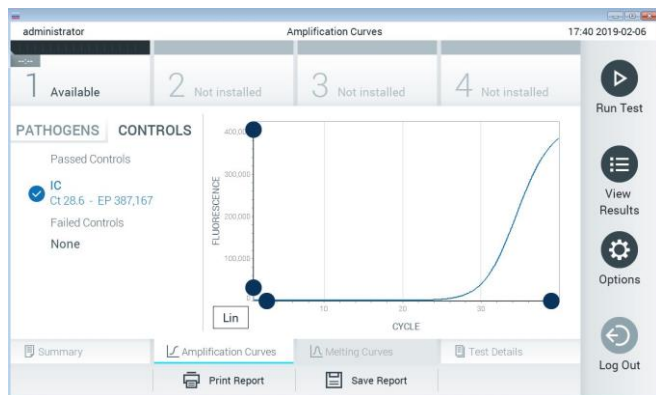 administrator
Amplification Curves
17:40 2019-02-06
--:--
1 Available
2 Not installed
3 Not installed
4 Not installed
Run Test
PATHOGENS CONTROLS
Passed Controls
IC
Ct 28.6 - EP 387,167
Failed Controls
None
FLUORESCENCE
400,00
300,000
200,000
100,000
0
10
20
30
CYCLE
Lin
View
Results
Options
Log Out
Summary
Amplification Curves
Melting Curves
Test Details
Print Report
Save Report